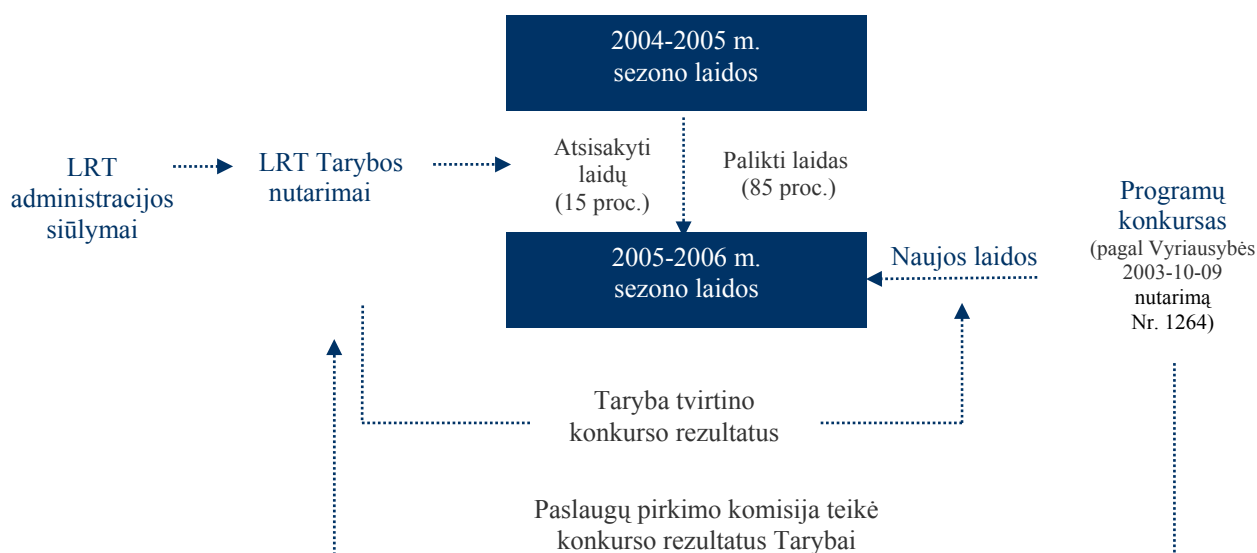 2004-2005 m.
sezono laidos
LRT
administracijos
siūlymai
LRT Tarybos
nutarimai
Atsisakyti
laidų
(15 proc.)
Palikti laidas
(85 proc.)
2005-2006 m.
sezono laidos
Naujos laidos
Programų
konkursas
(pagal Vyriausybės
2003-10-09
nutarimą
Nr. 1264)
Taryba tvirtino
konkurso rezultatus
Paslaugų pirkimo komisija teikė
konkurso rezultatus Tarybai